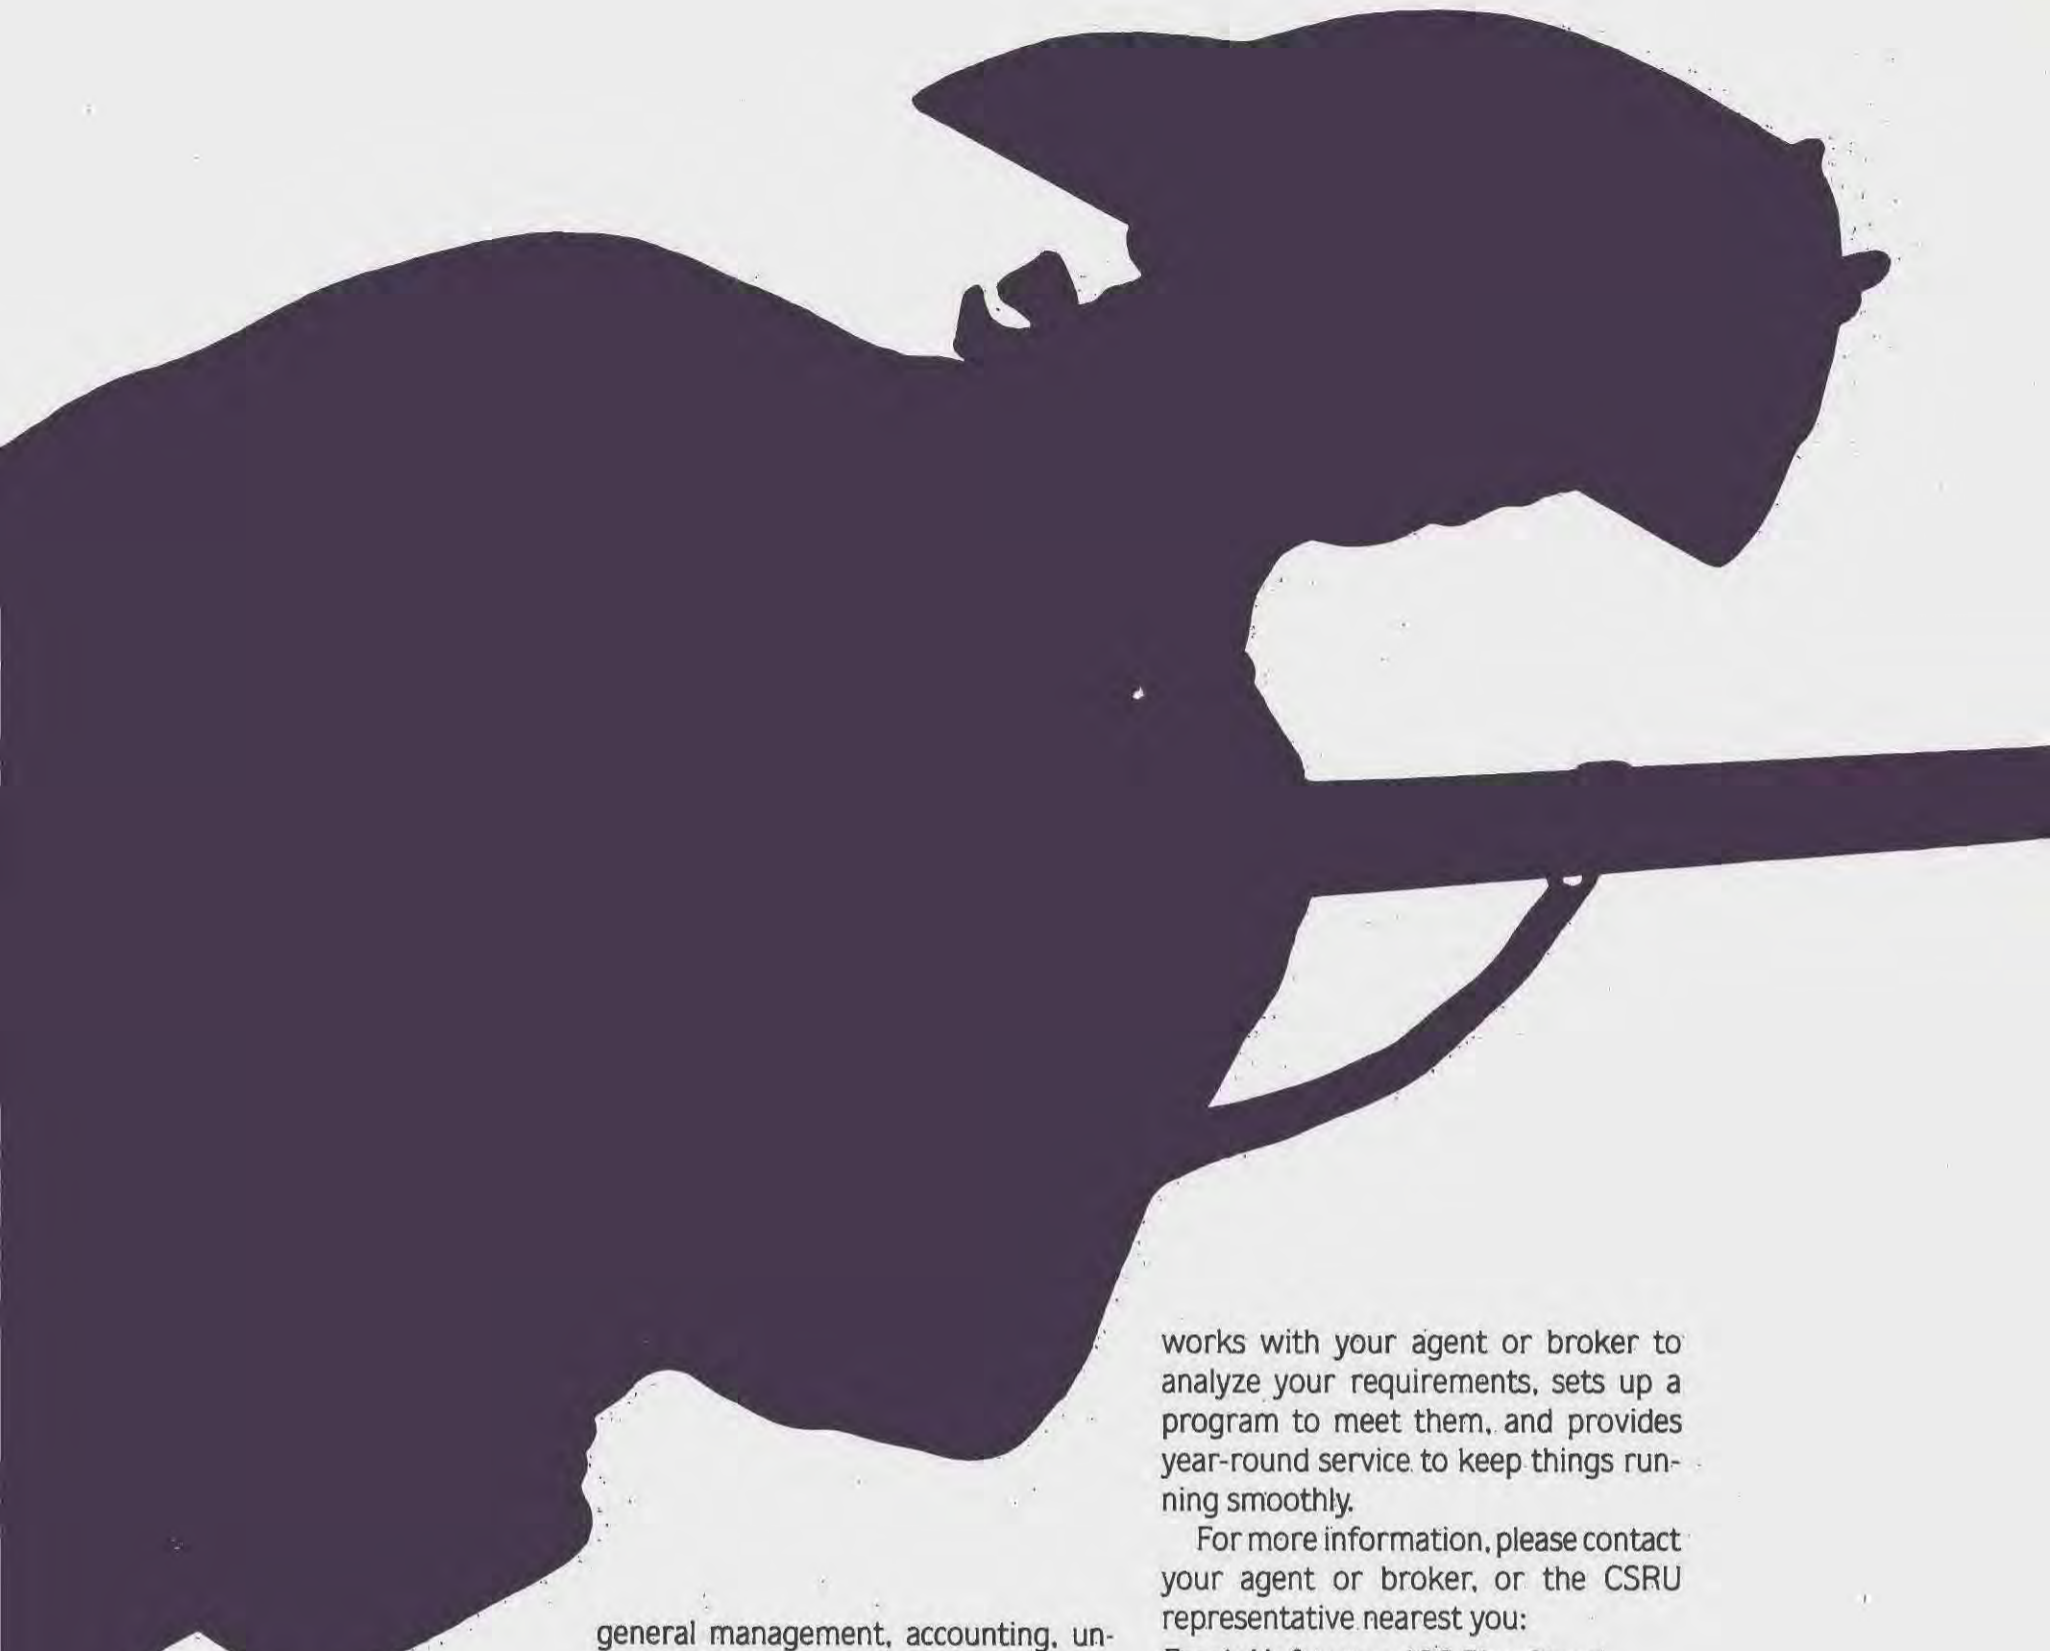 general management, accounting, un-
works with your agent or broker to
analyze your requirements, sets up a
program to meet them, and provides
year-round service to keep things run-
ning smoothly.
For more information, please contact
your agent or broker, or the CSRU
representative nearest you: